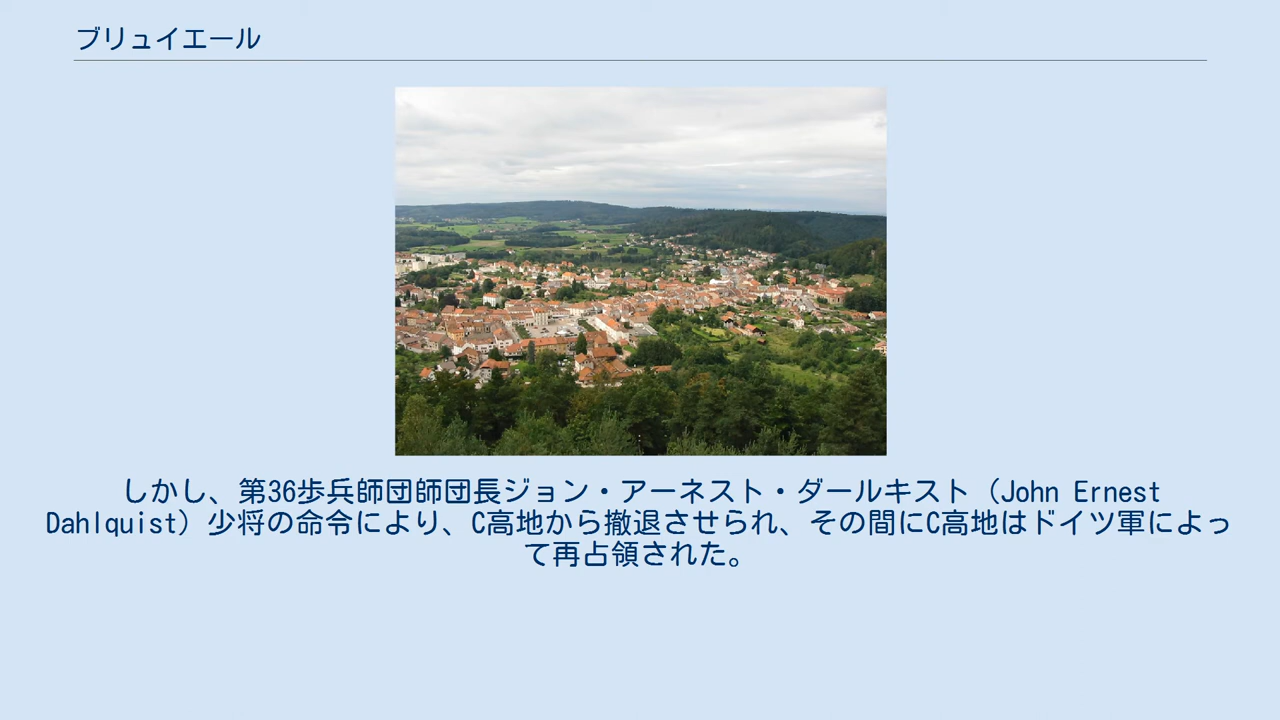 ブリュイエール
しかし、第36歩兵師団師団長ジョン・アーネスト・ダールキスト（John Ernest
Dahlquist）少将の命令により、C高地から撤退させられ、その間にC高地はドイツ軍によっ
て再占領された。